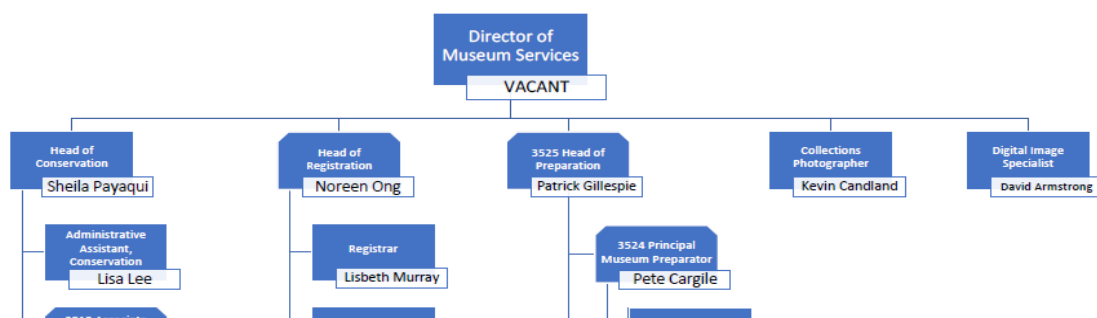 Director of
Museum Services
VACANT
Head of
Conservation
Sheila Payaqui
Head of
Registration
Noreen Ong
3525 Head of
Preparation
Patrick Gillespie
Collections
Photographer
Kevin Candland
Digital Image
Specialist
David Armstrong
Administrative
Assistant,
Conservation
Lisa Lee
Registrar
Lisbeth Murray
3524 Principal
Museum Preparator
Pete Cargile